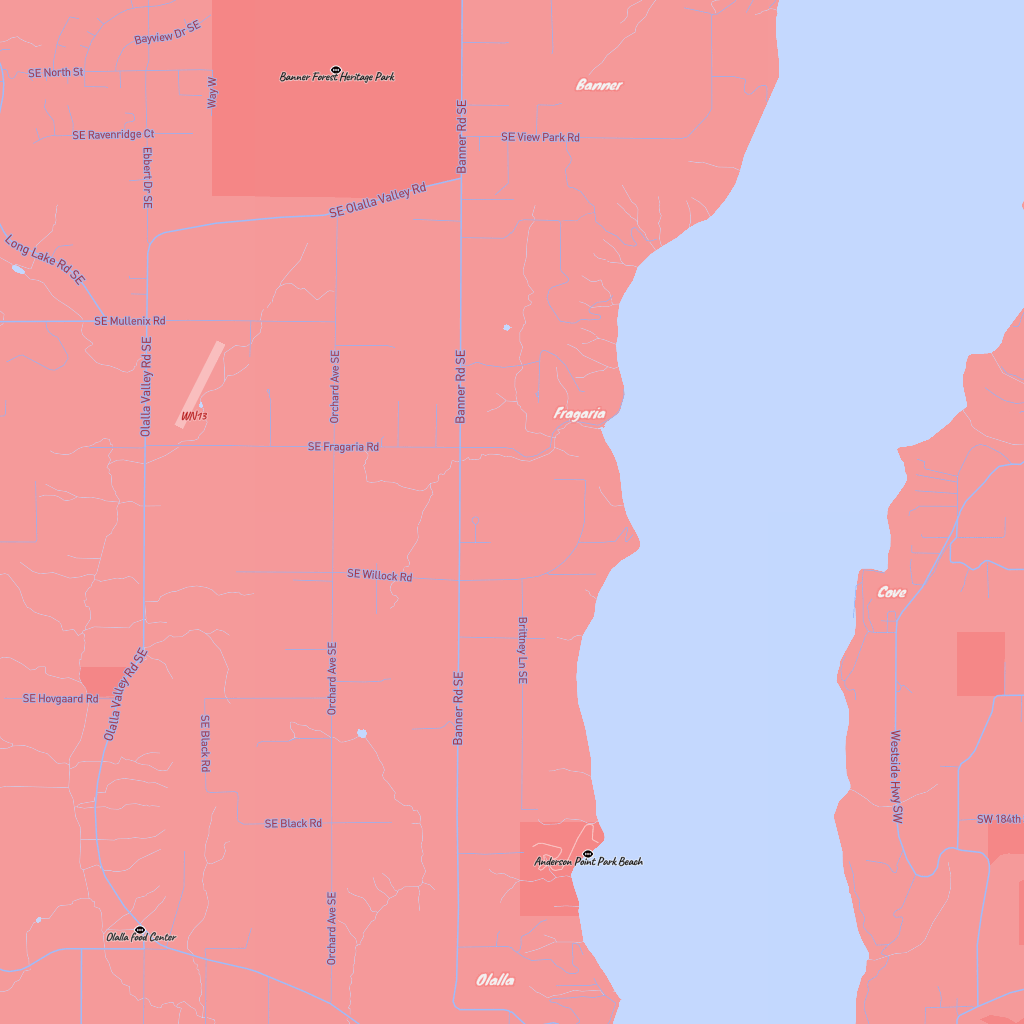 Bayview Dr SE
SE North St
Way W
Banner Forest Heritage Park
Banner
Banner Rd SE
SE Ravenridge Ct
SE View Park Rd
Ebbert Dr SE
SE Olalla Valley Rd
Long Lake Rd SE
SE Mullenix Rd
Olalla Valley Rd SE
Orchard Ave SE
Banner Rd SE
WN13
Fragaria
SE Fragaria Rd
SE Willock Rd
Cove
Brittney Ln SE
Olalla Valley Rd SE
Orchard Ave SE
Banner Rd SE
SE Hovgaard Rd
SE Black Rd
Westside Hwy SW
SE Black Rd
SW 184th
Anderson Point Park Beach
Orchard Ave SE
Olalla Food Center
Olalla